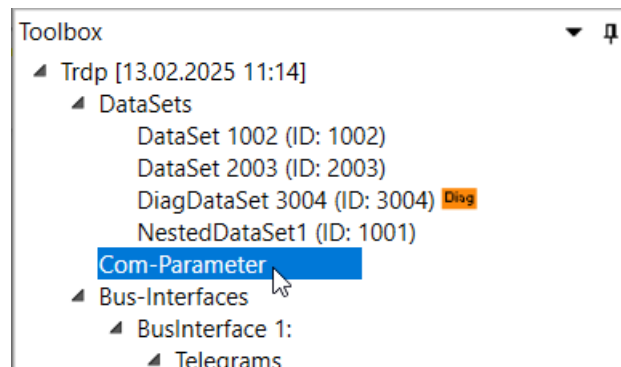 Toolbox
Trdp [13.02.2025 11:14]
DataSets
DataSet 1002 (ID: 1002)
DataSet 2003 (ID: 2003)
DiagDataSet 3004 (ID: 3004) Diag
NestedDataSet1 (ID: 1001)
Com-Parameter
Bus-Interfaces
BusInterface 1:
Telegrams